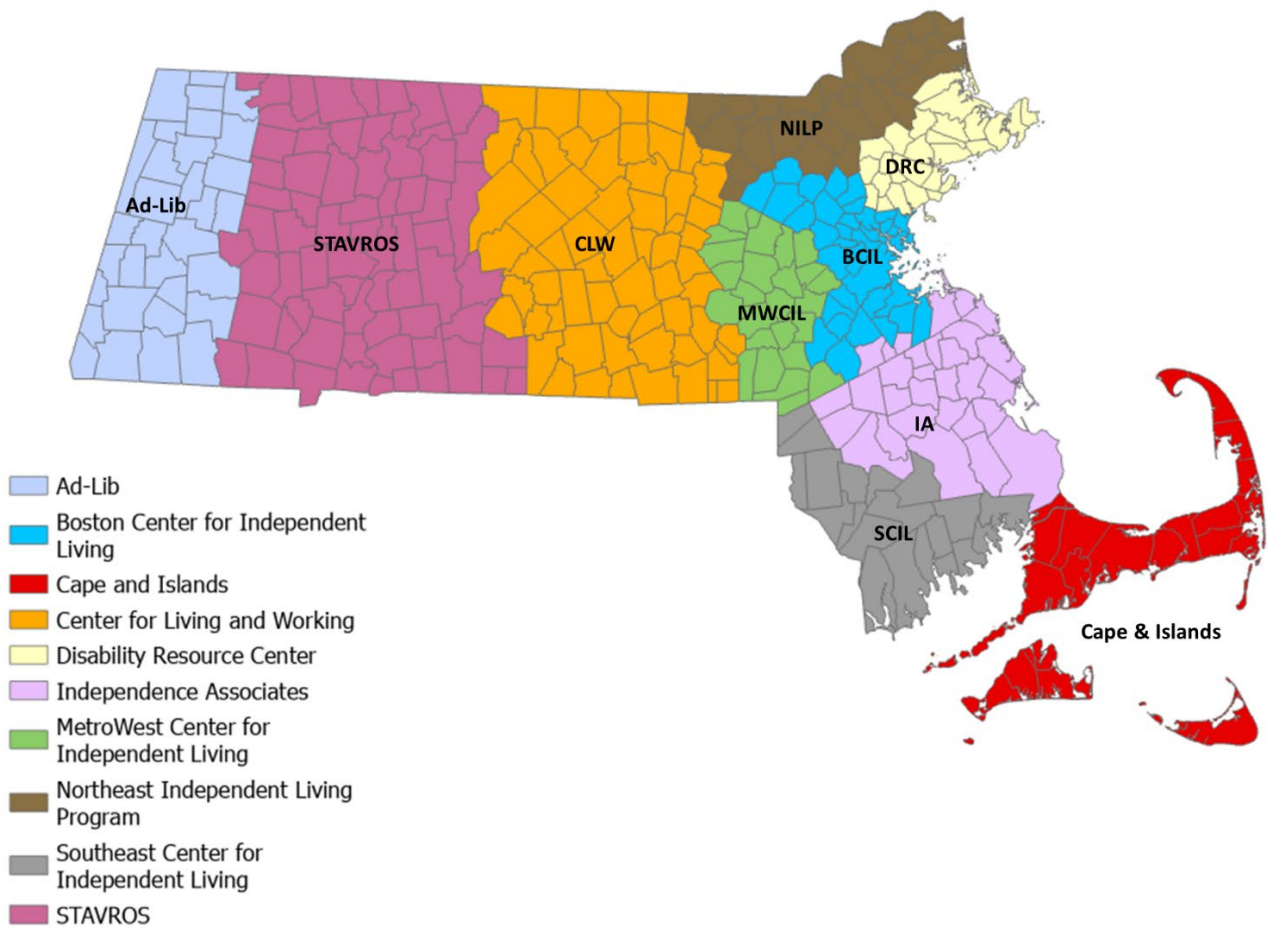 NILP
DRC
Ad-Lib
STAVROS
CLW
BCIL
MWCIL
IA
SCIL
Cape & Islands
Ad-Lib
Boston Center for Independent
Living
Cape and Islands
Center for Living and Working
Disability Resource Center
Independence Associates
MetroWest Center for
Independent Living
Northeast Independent Living
Program
Southeast Center for
Independent Living
STAVROS